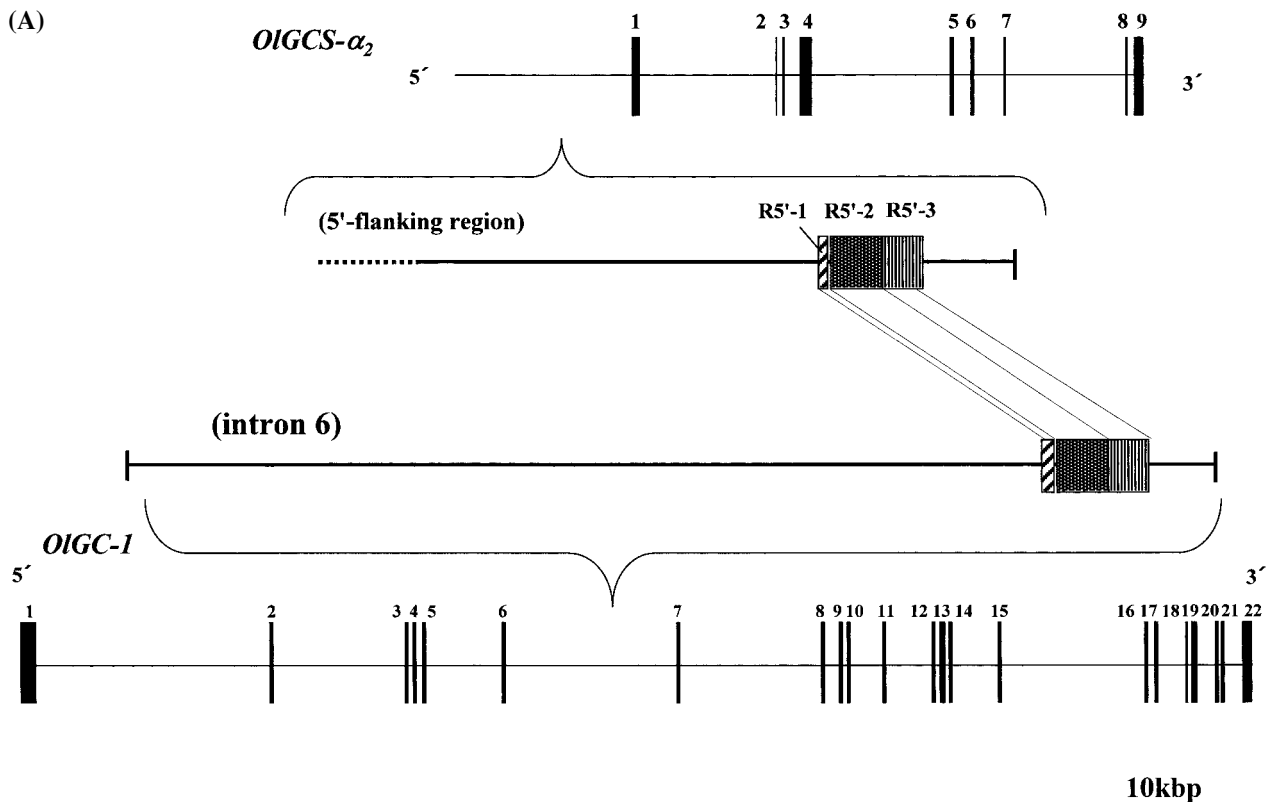 (A)
OlGCS-α2
1 2 3 4 5 6 7 8 9
5´ 3´
(5'-flanking region)
R5'-1 R5'-2 R5'-3
(intron 6)
OlGC-1
5´ 3´
1 2 3 4 5 6 7 8 9 10 11 12 13 14 15 16 17 18 19 20 21 22
10kbp